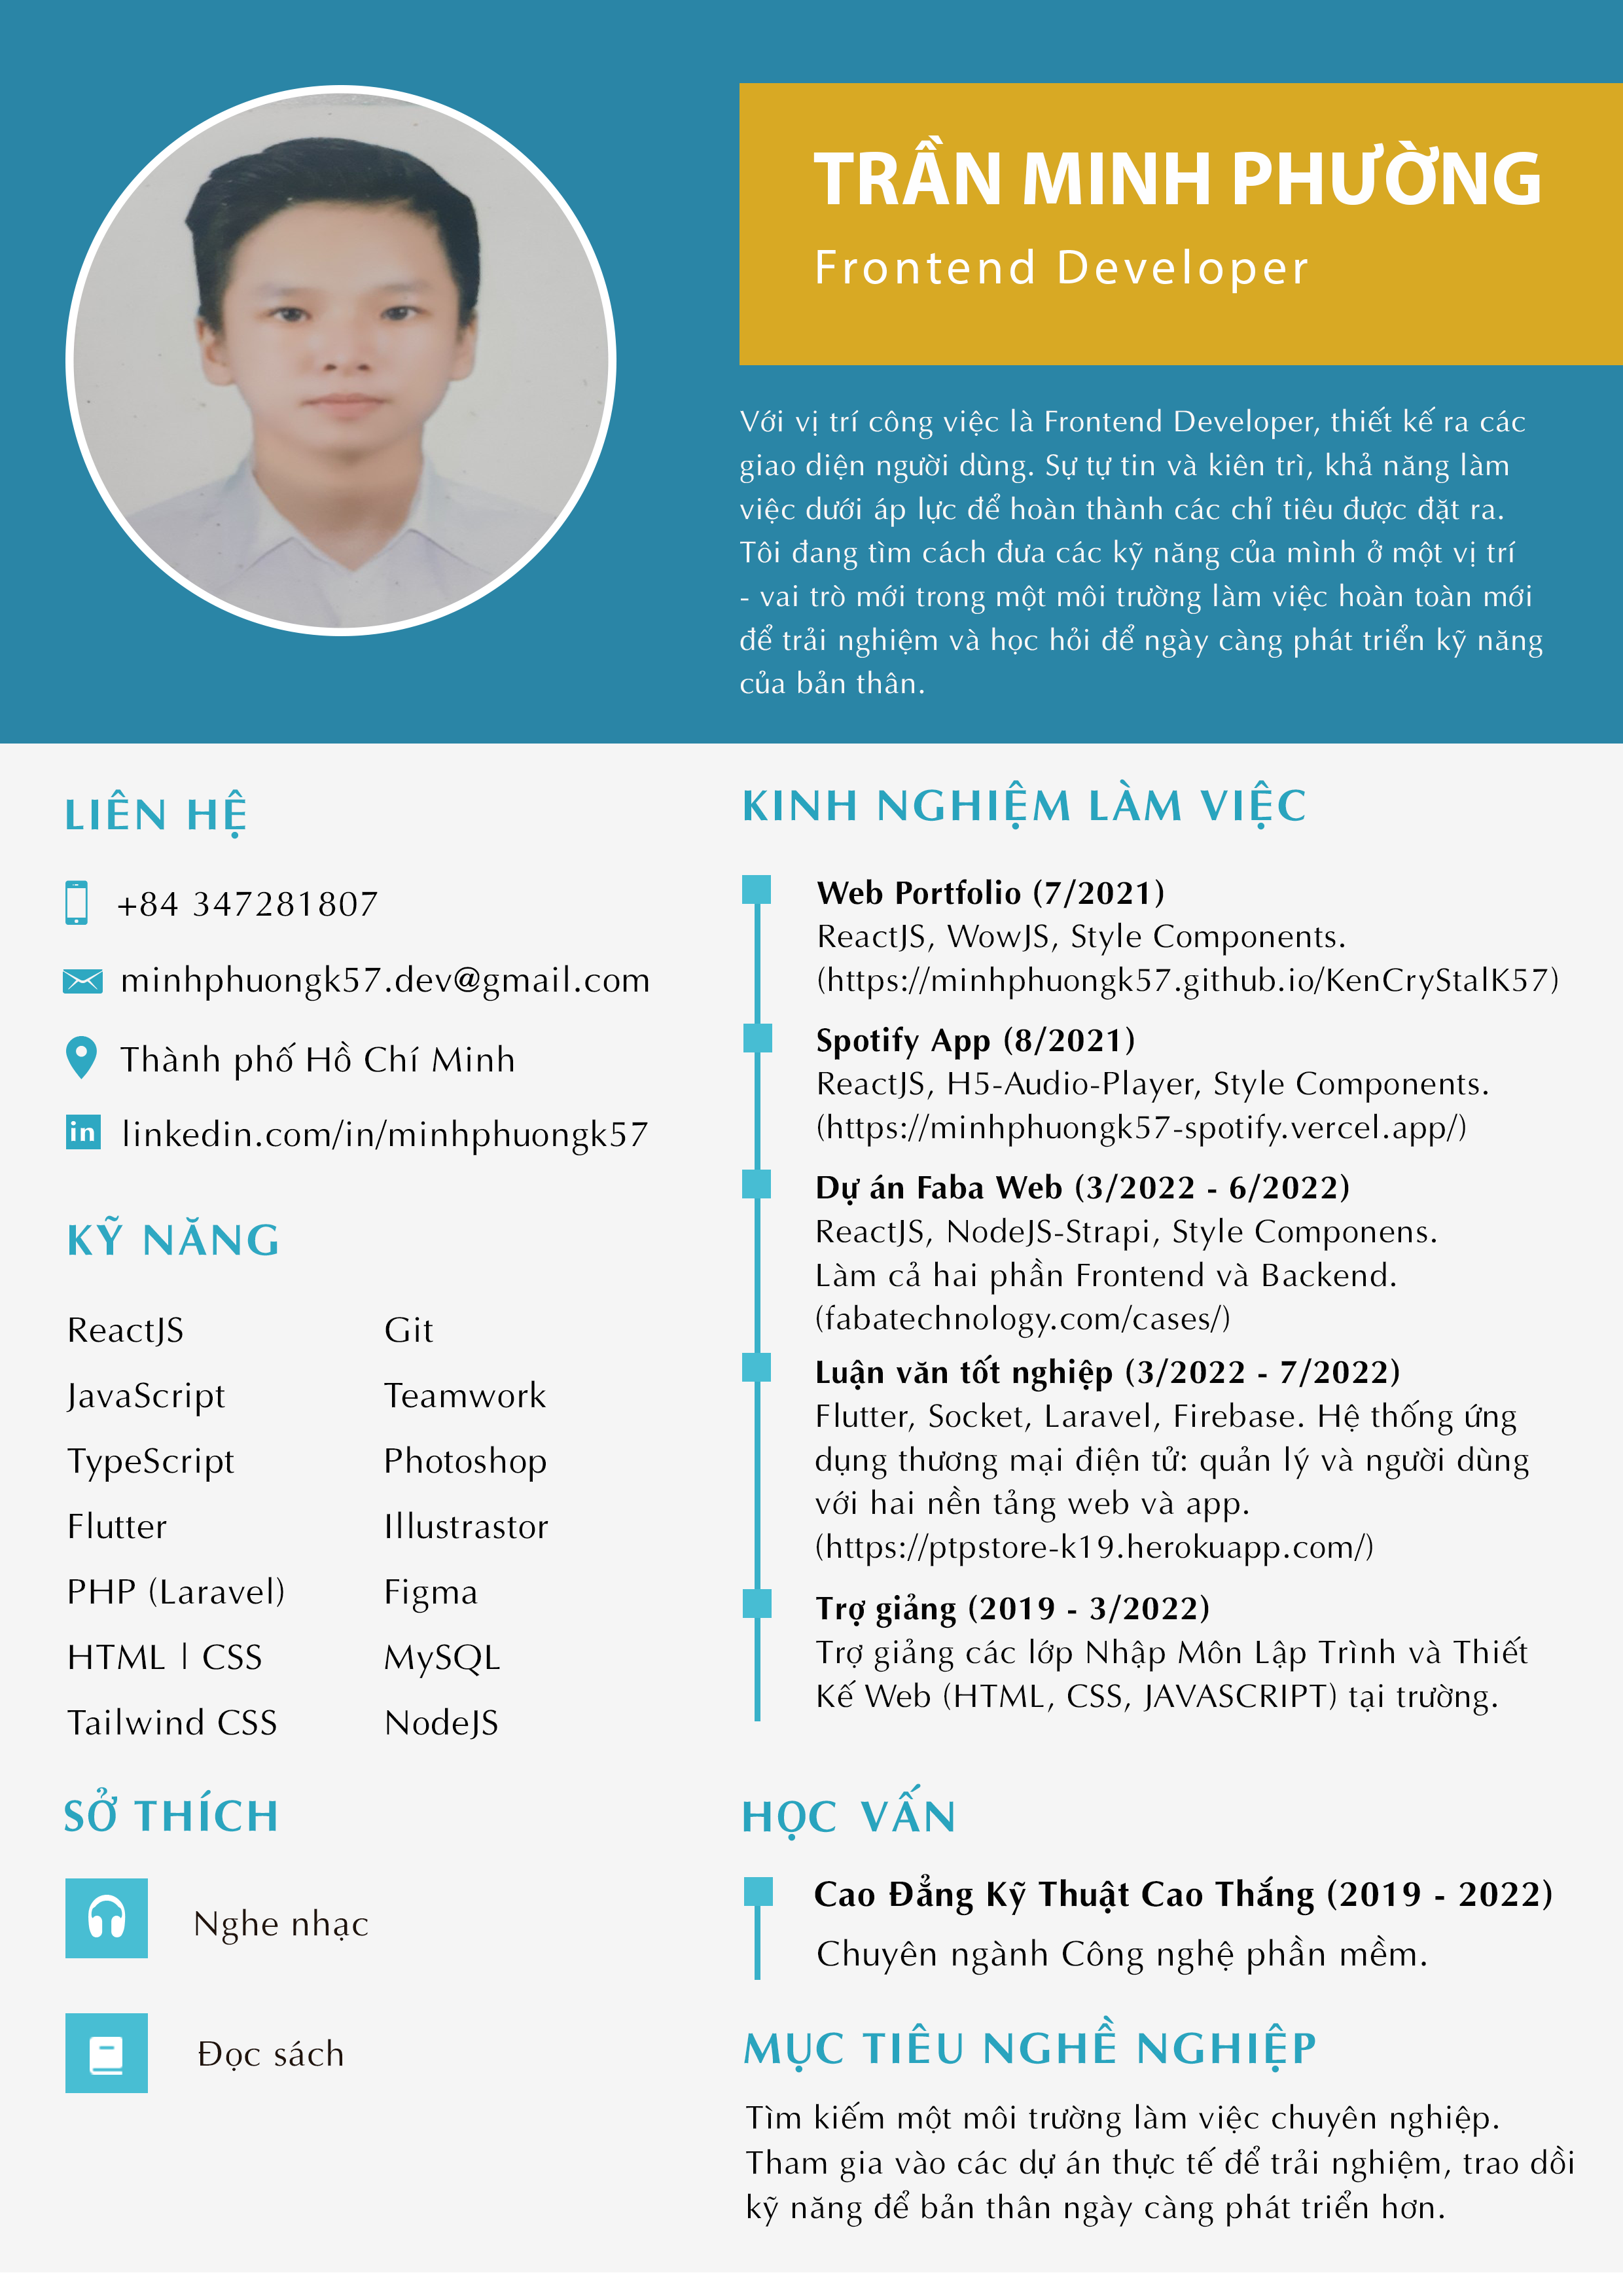 TRẦN MINH PHƯỜNG
Frontend Developer
Với vị trí công việc là Frontend Developer, thiết kế ra các
giao diện người dùng. Sự tự tin và kiên trì, khả năng làm
việc dưới áp lực để hoàn thành các chỉ tiêu được đặt ra.
Tôi đang tìm cách đưa các kỹ năng của mình ở một vị trí
- vai trò mới trong một môi trường làm việc hoàn toàn mới
để trải nghiệm và học hỏi để ngày càng phát triển kỹ năng
của bản thân.
LIÊN HỆ
+84 347281807
minhphuongk57.dev@gmail.com
Thành phố Hồ Chí Minh
in linkedin.com/in/minhphuongk57
KỸ NĂNG
ReactJS
JavaScript
TypeScript
Flutter
PHP (Laravel)
HTML | CSS
Tailwind CSS
Git
Teamwork
Photoshop
Illustrastor
Figma
MySQL
NodeJS
SỞ THÍCH
Nghe nhạc
Đọc sách
KINH NGHIỆM LÀM VIỆC
Web Portfolio (7/2021)
ReactJS, WowJS, Style Components.
(https://minhphuongk57.github.io/KenCryStalK57)
Spotify App (8/2021)
ReactJS, H5-Audio-Player, Style Components.
(https://minhphuongk57-spotify.vercel.app/)
Dự án Faba Web (3/2022 - 6/2022)
ReactJS, NodeJS-Strapi, Style Componens.
Làm cả hai phần Frontend và Backend.
(fabatechnology.com/cases/)
Luận văn tốt nghiệp (3/2022 - 7/2022)
Flutter, Socket, Laravel, Firebase. Hệ thống ứng
dụng thương mại điện tử: quản lý và người dùng
với hai nền tảng web và app.
(https://ptpstore-k19.herokuapp.com/)
Trợ giảng (2019 - 3/2022)
Trợ giảng các lớp Nhập Môn Lập Trình và Thiết
Kế Web (HTML, CSS, JAVASCRIPT) tại trường.
HỌC VẤN
Cao Đẳng Kỹ Thuật Cao Thắng (2019 - 2022)
Chuyên ngành Công nghệ phần mềm.
MỤC TIÊU NGHỀ NGHIỆP
Tìm kiếm một môi trường làm việc chuyên nghiệp.
Tham gia vào các dự án thực tế để trải nghiệm, trao dồi
kỹ năng để bản thân ngày càng phát triển hơn.